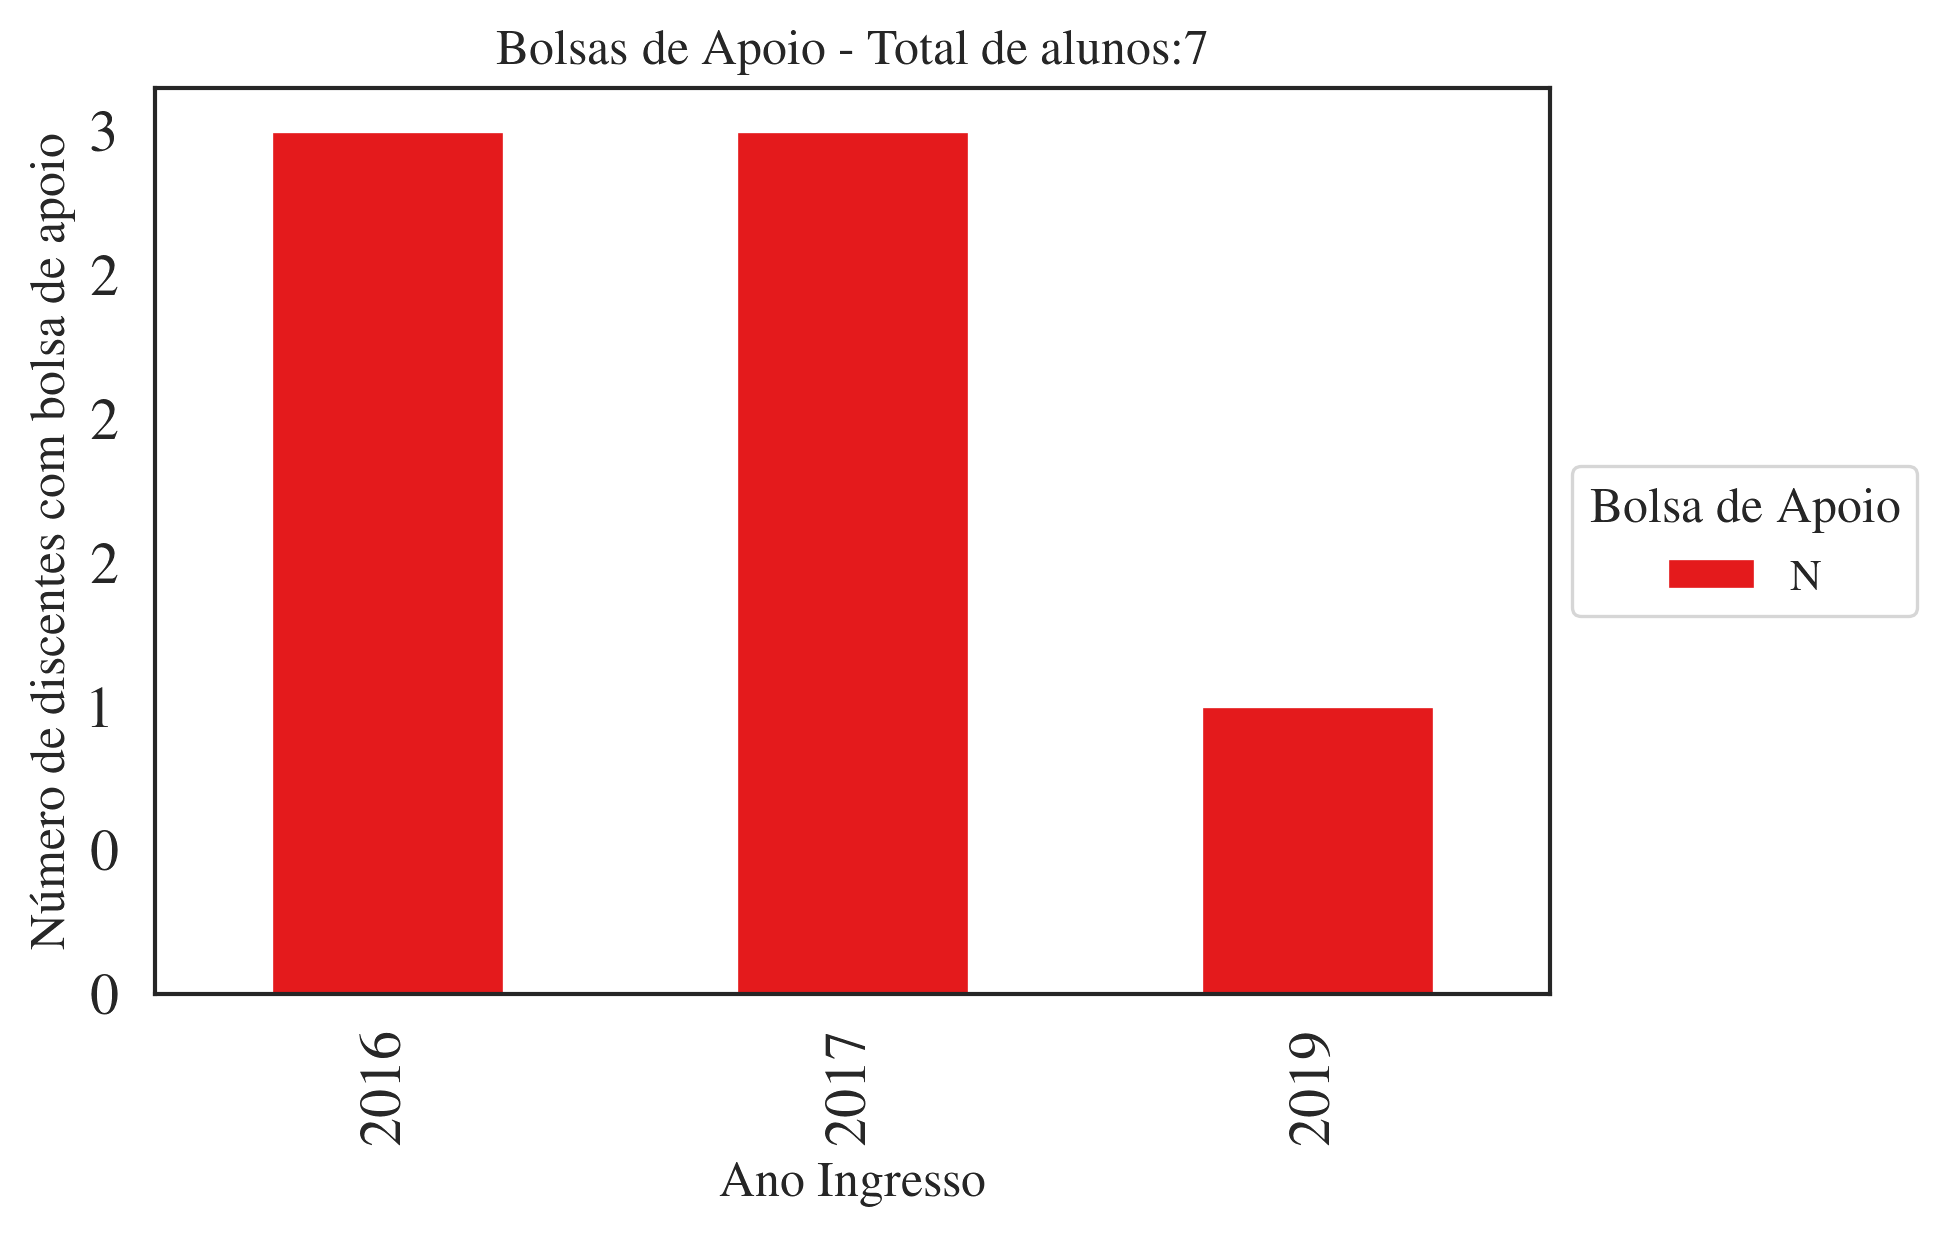 Bolsas de Apoio - Total de alunos:7
Número de discentes com bolsa de apoio
3
2
2
2
1
0
0
2016
2017
2019
Ano Ingresso
Bolsa de Apoio
N